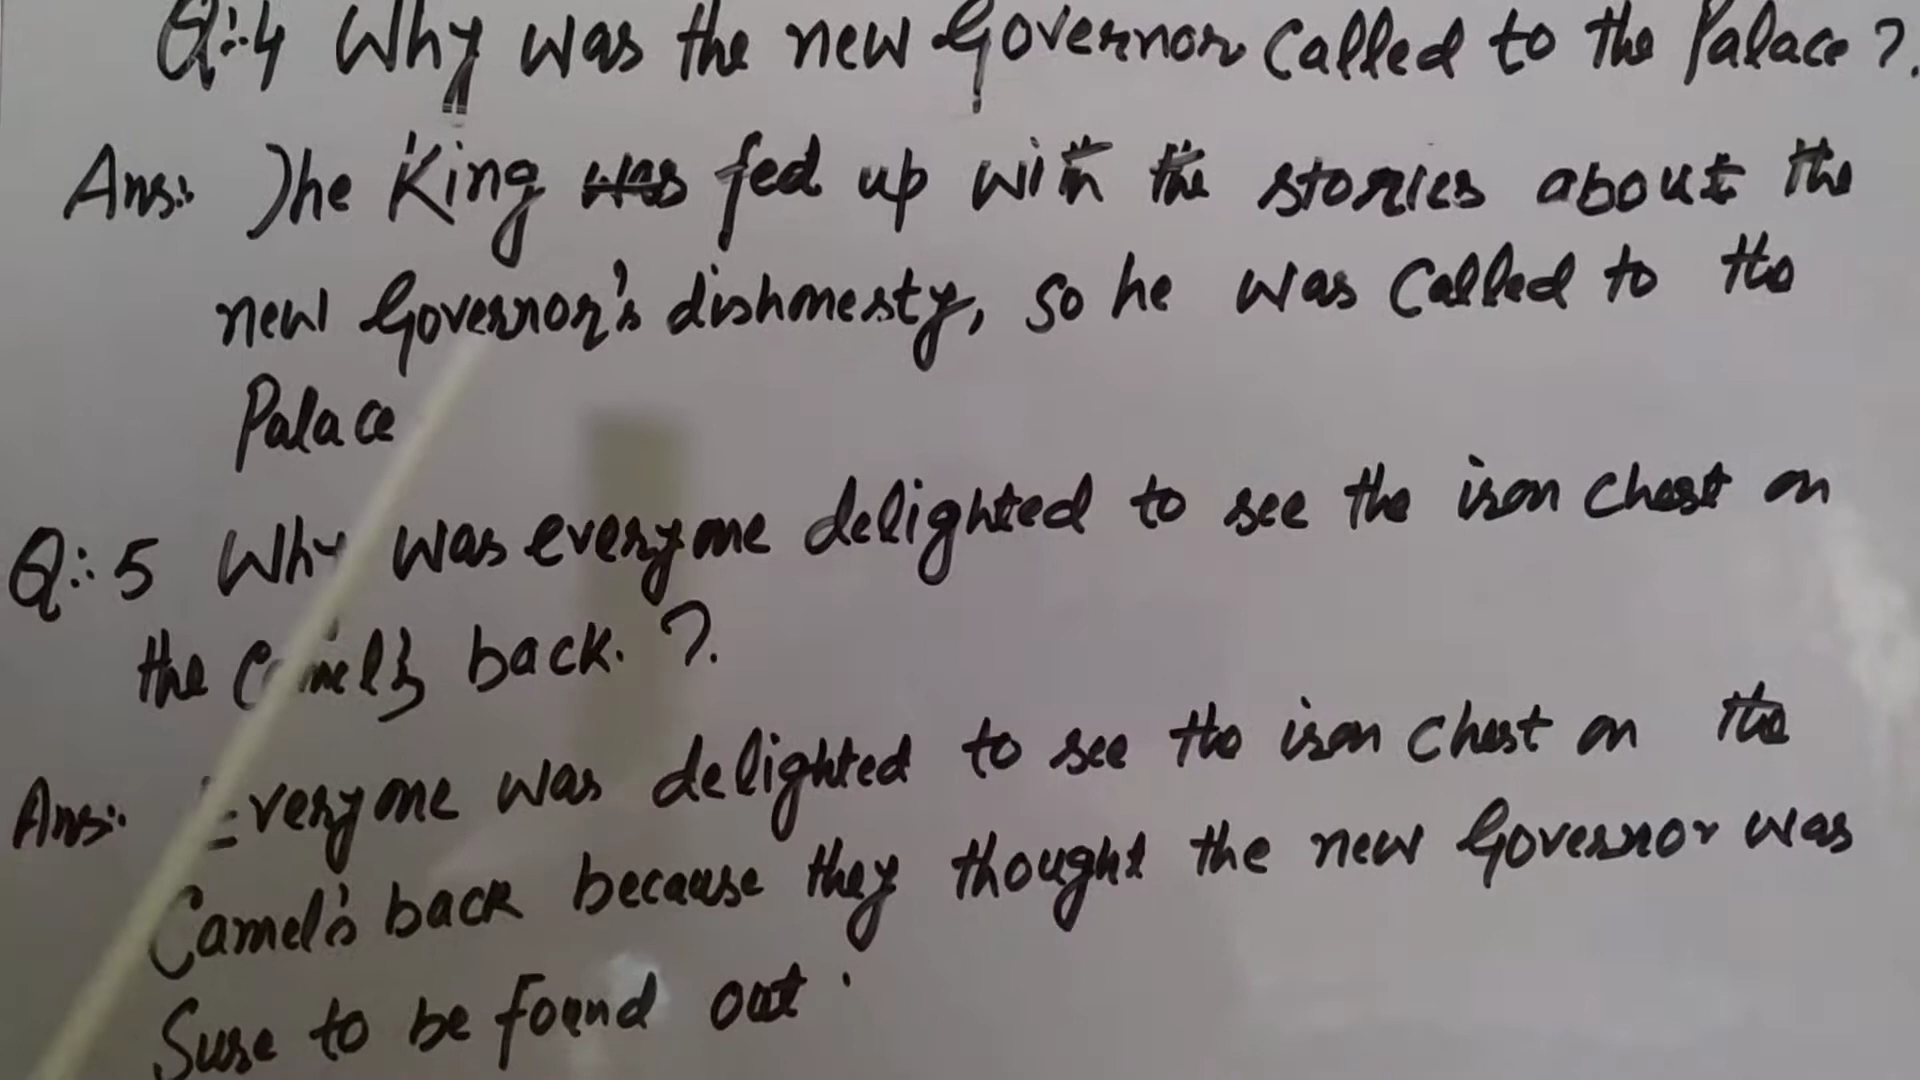 Q:4 Why was the new Governor called to the Palace?
Ans: The King was fed up with the stories about the
new Governor's dishonesty, so he was called to the
Palace
Q:5 Why was everyone delighted to see the iron chest on
the Camel's back. ?
Ans: Everyone was delighted to see the iron chest on the
Camel's back because they thought the new Governor was
Sure to be found out.